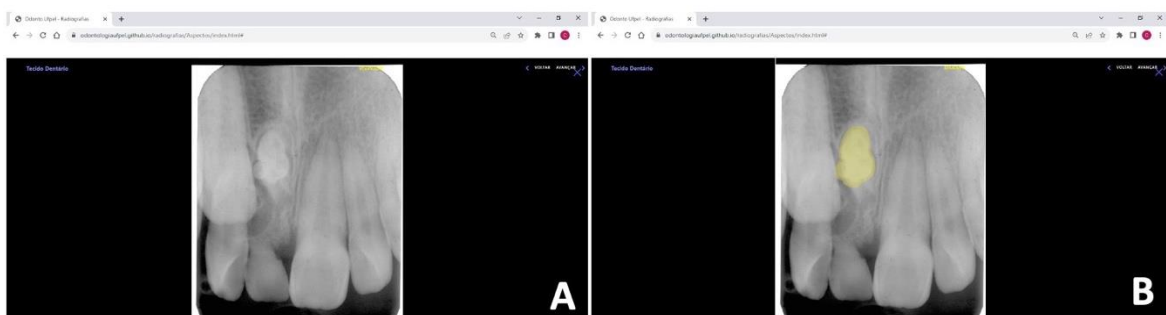 Odonto Ufpel - Radiografias
odontologiaufpel.github.io/radiografias/Aspectos/index.html#
Tecido Dentário
VOLTAR AVANÇAR
A
Odonto Ufpel - Radiografias
odontologiaufpel.github.io/radiografias/Aspectos/index.html#
Tecido Dentário
VOLTAR AVANÇAR
B